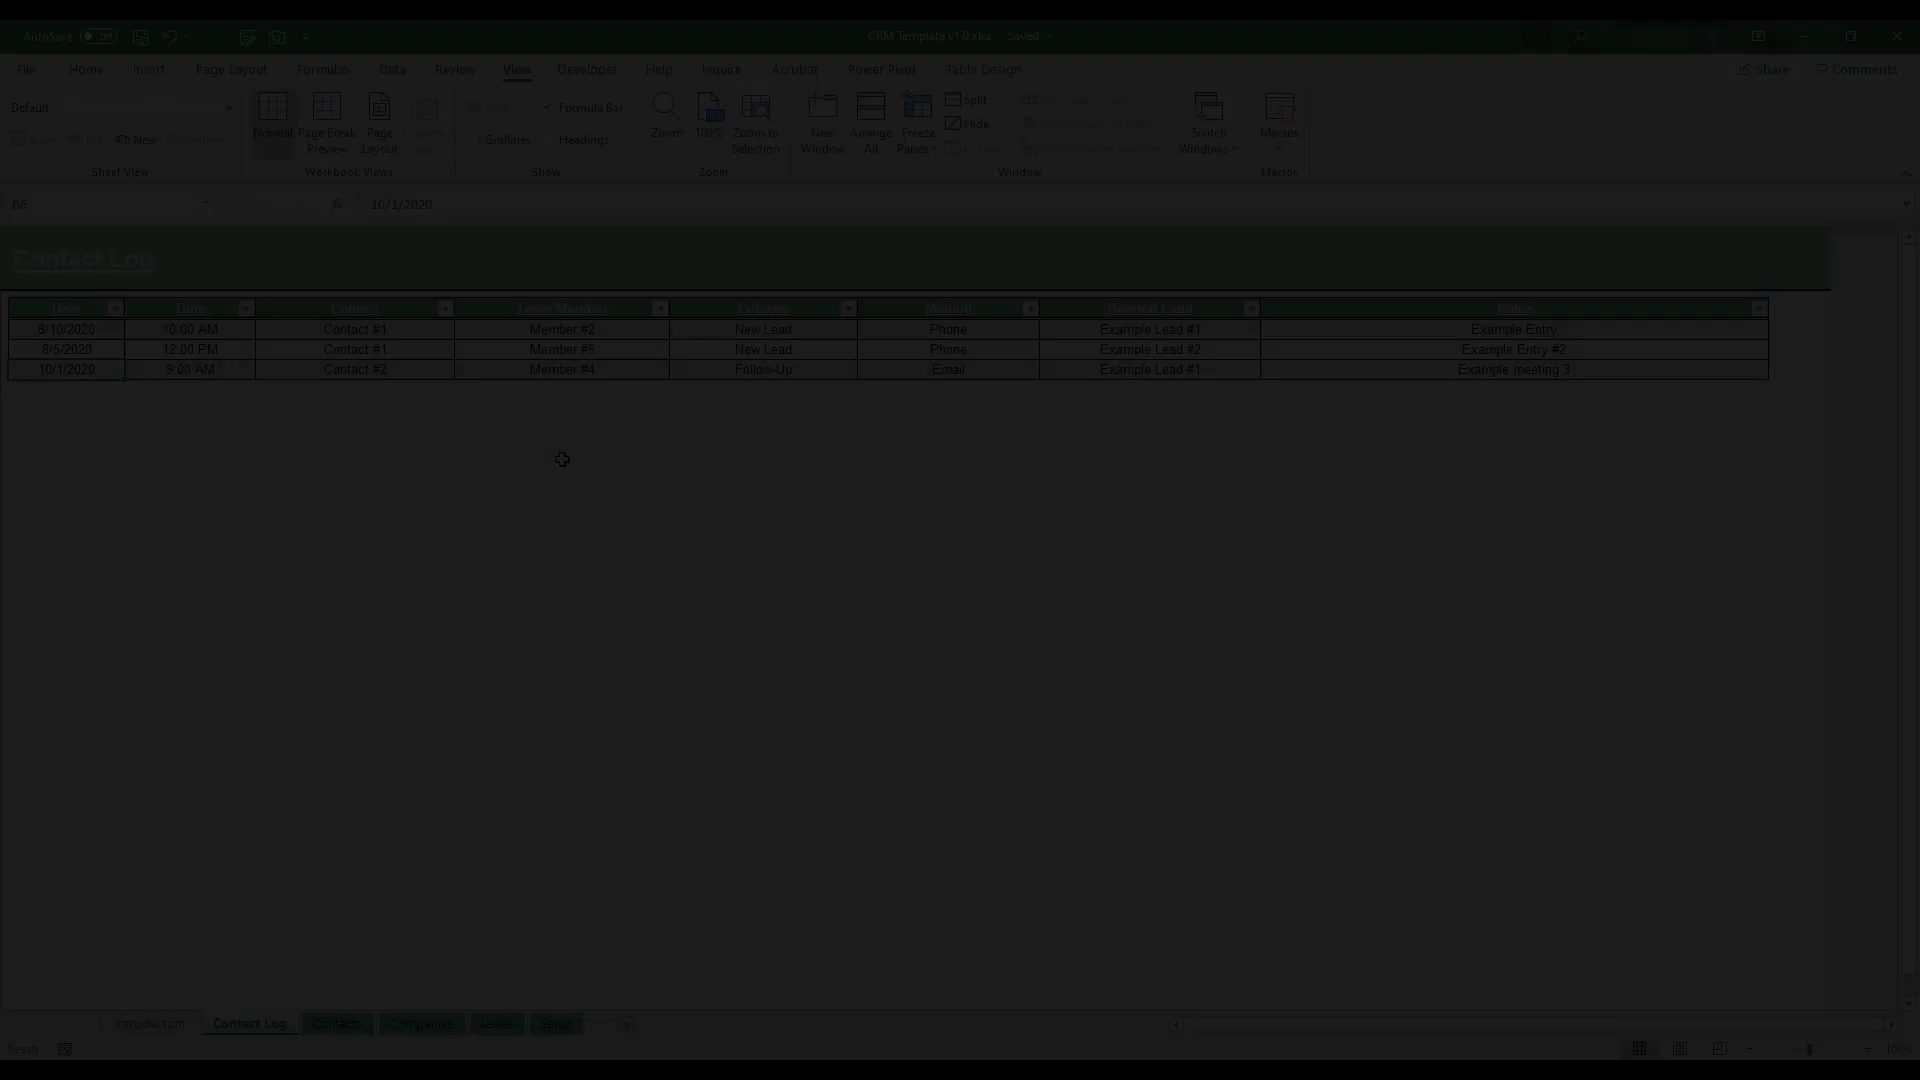 AutoSave Off CRM Template v1.0.xlsx Saved
File Home Insert Page Layout Formulas Data Review View Developer Help Inquire Acrobat Power Pivot Table Design Share Comments
Default New
Normal Page Break Preview Page Layout
Formula Bar Gridlines Headings
Zoom 100% Zoom to Selection
New Window Arrange All Freeze Panes Split Hide
Switch Windows Macros
Sheet View Workbook Views Show Zoom Window Macros
B6 fx 10/1/2020
Contact Log
Date Time Contact Team Member Purpose Method Related Lead Notes
8/10/2020 10:00 AM Contact #1 Member #2 New Lead Phone Example Lead #1 Example Entry
8/5/2020 12:00 PM Contact #1 Member #5 New Lead Phone Example Lead #2 Example Entry #2
10/1/2020 9:00 AM Contact #2 Member #4 Follow-Up Email Example Lead #1 Example meeting 3
Introduction Contact Log Contacts Companies Leads Setup
Ready 100%